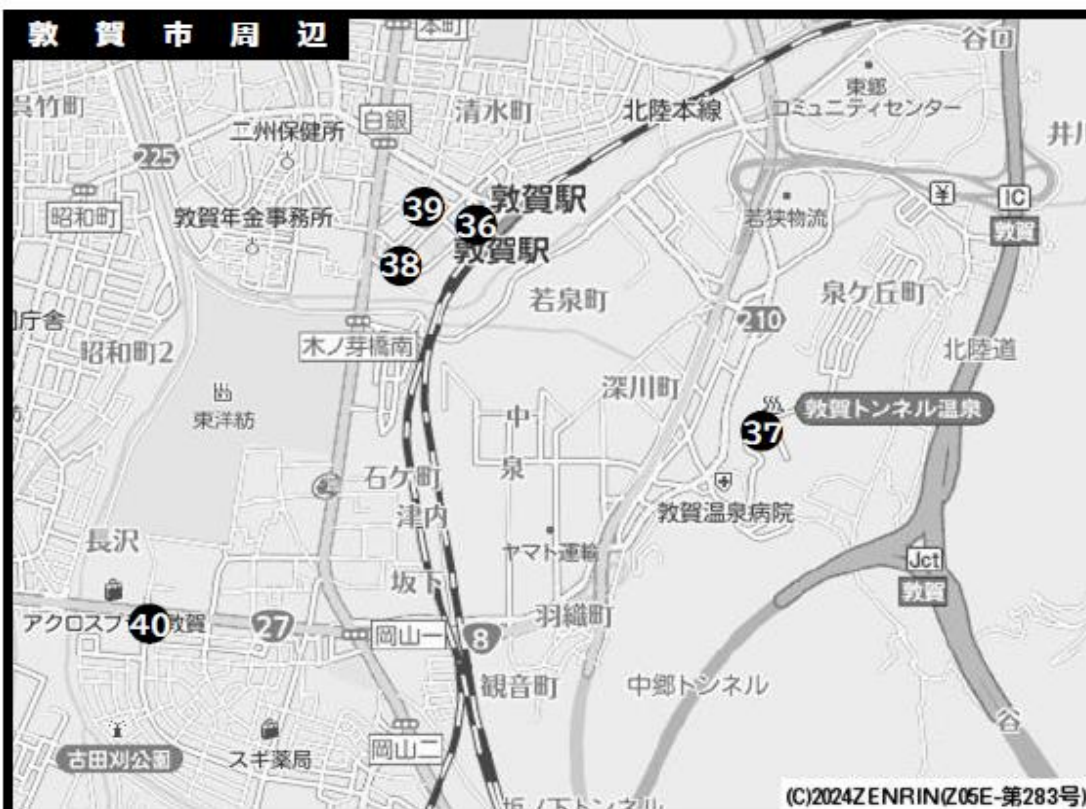 敦賀市周辺
本町
谷口
東郷
コミュニティセンター
呉竹町
清水町
北陸本線
白銀
二州保健所
225
井川
昭和町
39
36
敦賀駅
若狭物流
¥
IC
敦賀
敦賀年金事務所
敦賀駅
38
若泉町
泉ケ丘町
庁舎
昭和町2
木ノ芽橋南
210
北陸道
深川町
東洋紡
中
泉
37
敦賀トンネル温泉
石ケ町
敦賀温泉病院
津内
長沢
ヤマト運輸
Jct
敦賀
坂下
羽織町
アクロスプ
40
敦賀
27
岡山一
8
観音町
中郷トンネル
谷
古田刈公園
スギ薬局
岡山二
坂ノ下トンネル
(C)2024ZENRIN(Z05E-第283号)